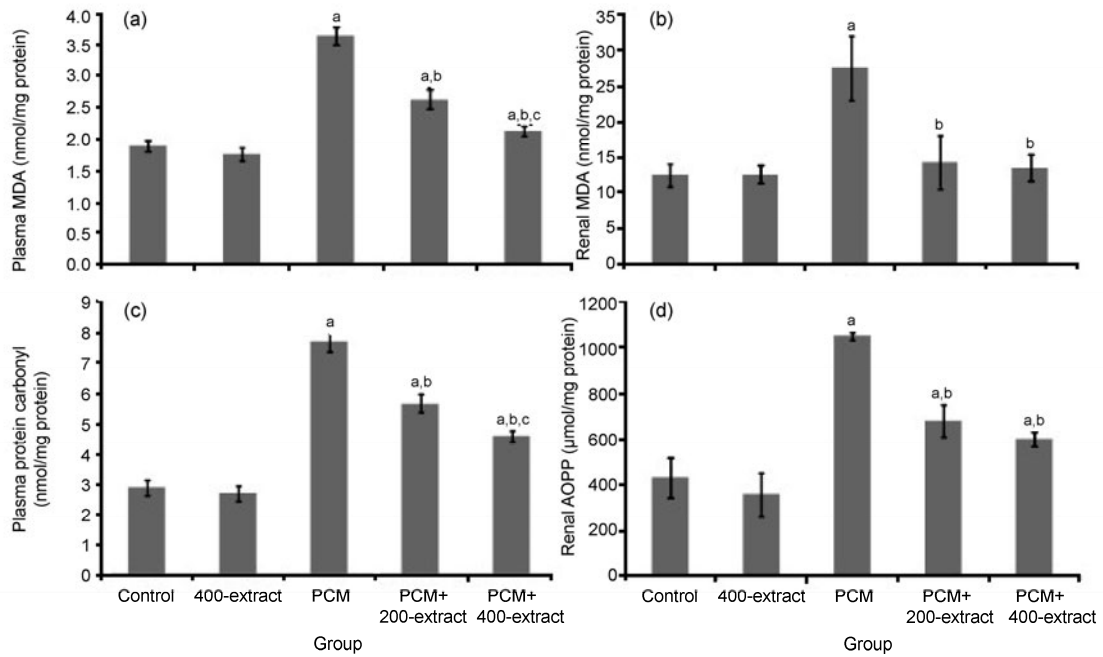 (a)
Plasma MDA (nmol/mg protein)
4.0
3.5
3.0
2.5
2.0
1.5
1.0
0.5
0.0
a
a,b
a,b,c
(b)
Renal MDA (nmol/mg protein)
35
30
25
20
15
10
5
0
a
b
b
(c)
Plasma protein carbonyl
(nmol/mg protein)
9
8
7
6
5
4
3
2
1
0
a
a,b
a,b,c
Control 400-extract PCM PCM+ PCM+
200-extract 400-extract
Group
(d)
Renal AOPP (µmol/mg protein)
1200
1000
800
600
400
200
0
a
a,b
a,b
Control 400-extract PCM PCM+ PCM+
200-extract 400-extract
Group